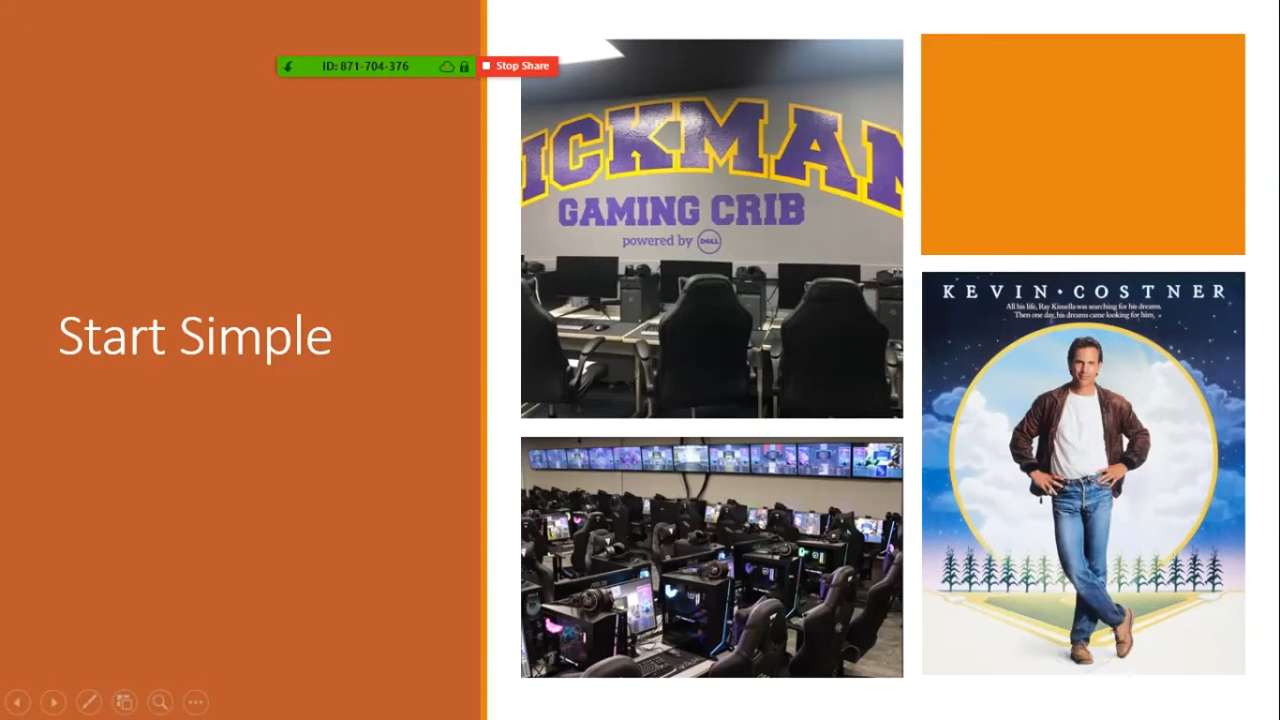 ID: 871-704-376
Stop Share
Start Simple
ICKMAN
GAMING CRIB
powered by DELL
KEVIN·COSTNER
All his life, Ray Kinsella was searching for his dreams.
Then one day, his dreams came looking for him.